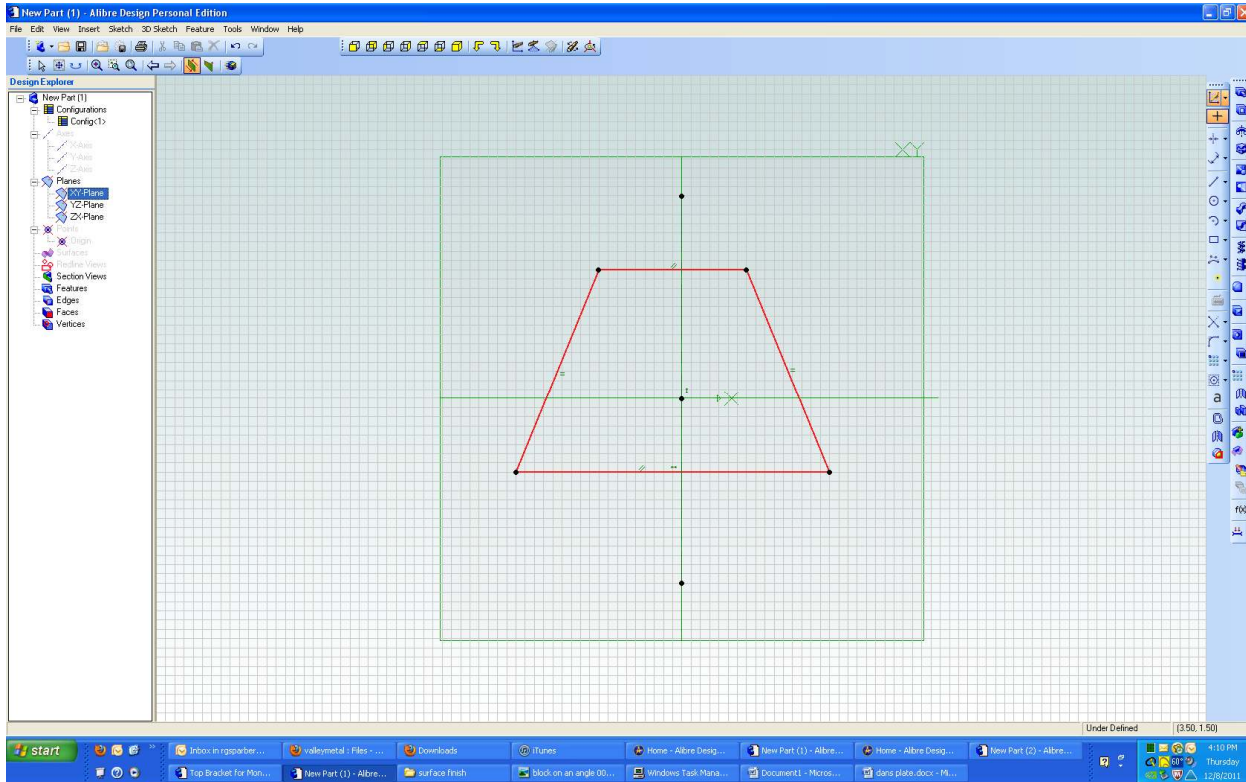 New Part (1) - Alibre Design Personal Edition
File Edit View Insert Sketch 3D Sketch Feature Tools Window Help
Design Explorer
New Part (1)
Configurations
Config<1>
Axes
X-Axis
Y-Axis
Z-Axis
Planes
XY-Plane
YZ-Plane
ZX-Plane
Points
Origin
Surfaces
Redline Views
Section Views
Features
Edges
Faces
Vertices
XY
X
a
f(x)
Under Defined (3.50, 1.50)
start
Inbox in rgsparber... valleymetal : Files - ... Downloads iTunes Home - Alibre Desig... New Part (1) - Alibre... Home - Alibre Desig... New Part (2) - Alibre...
Top Bracket for Mon... New Part (1) - Alibre... surface finish block on an angle 00... Windows Task Mana... Document1 - Micros... dans plate.docx - Mi...
60°
4:10 PM
Thursday
12/8/2011